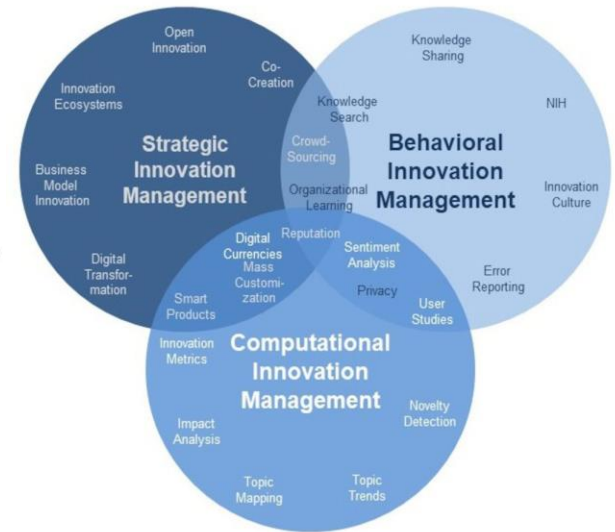 Open
Innovation
Co-
Creation
Innovation
Ecosystems
Strategic
Innovation
Management
Business
Model
Innovation
Digital
Transfor-
mation
Knowledge
Sharing
Knowledge
Search
NIH
Crowd-
Sourcing
Behavioral
Innovation
Management
Organizational
Learning
Innovation
Culture
Error
Reporting
Reputation
Digital
Currencies
Mass
Customi-
zation
Sentiment
Analysis
Privacy
Smart
Products
User
Studies
Innovation
Metrics
Computational
Innovation
Management
Impact
Analysis
Novelty
Detection
Topic
Mapping
Topic
Trends